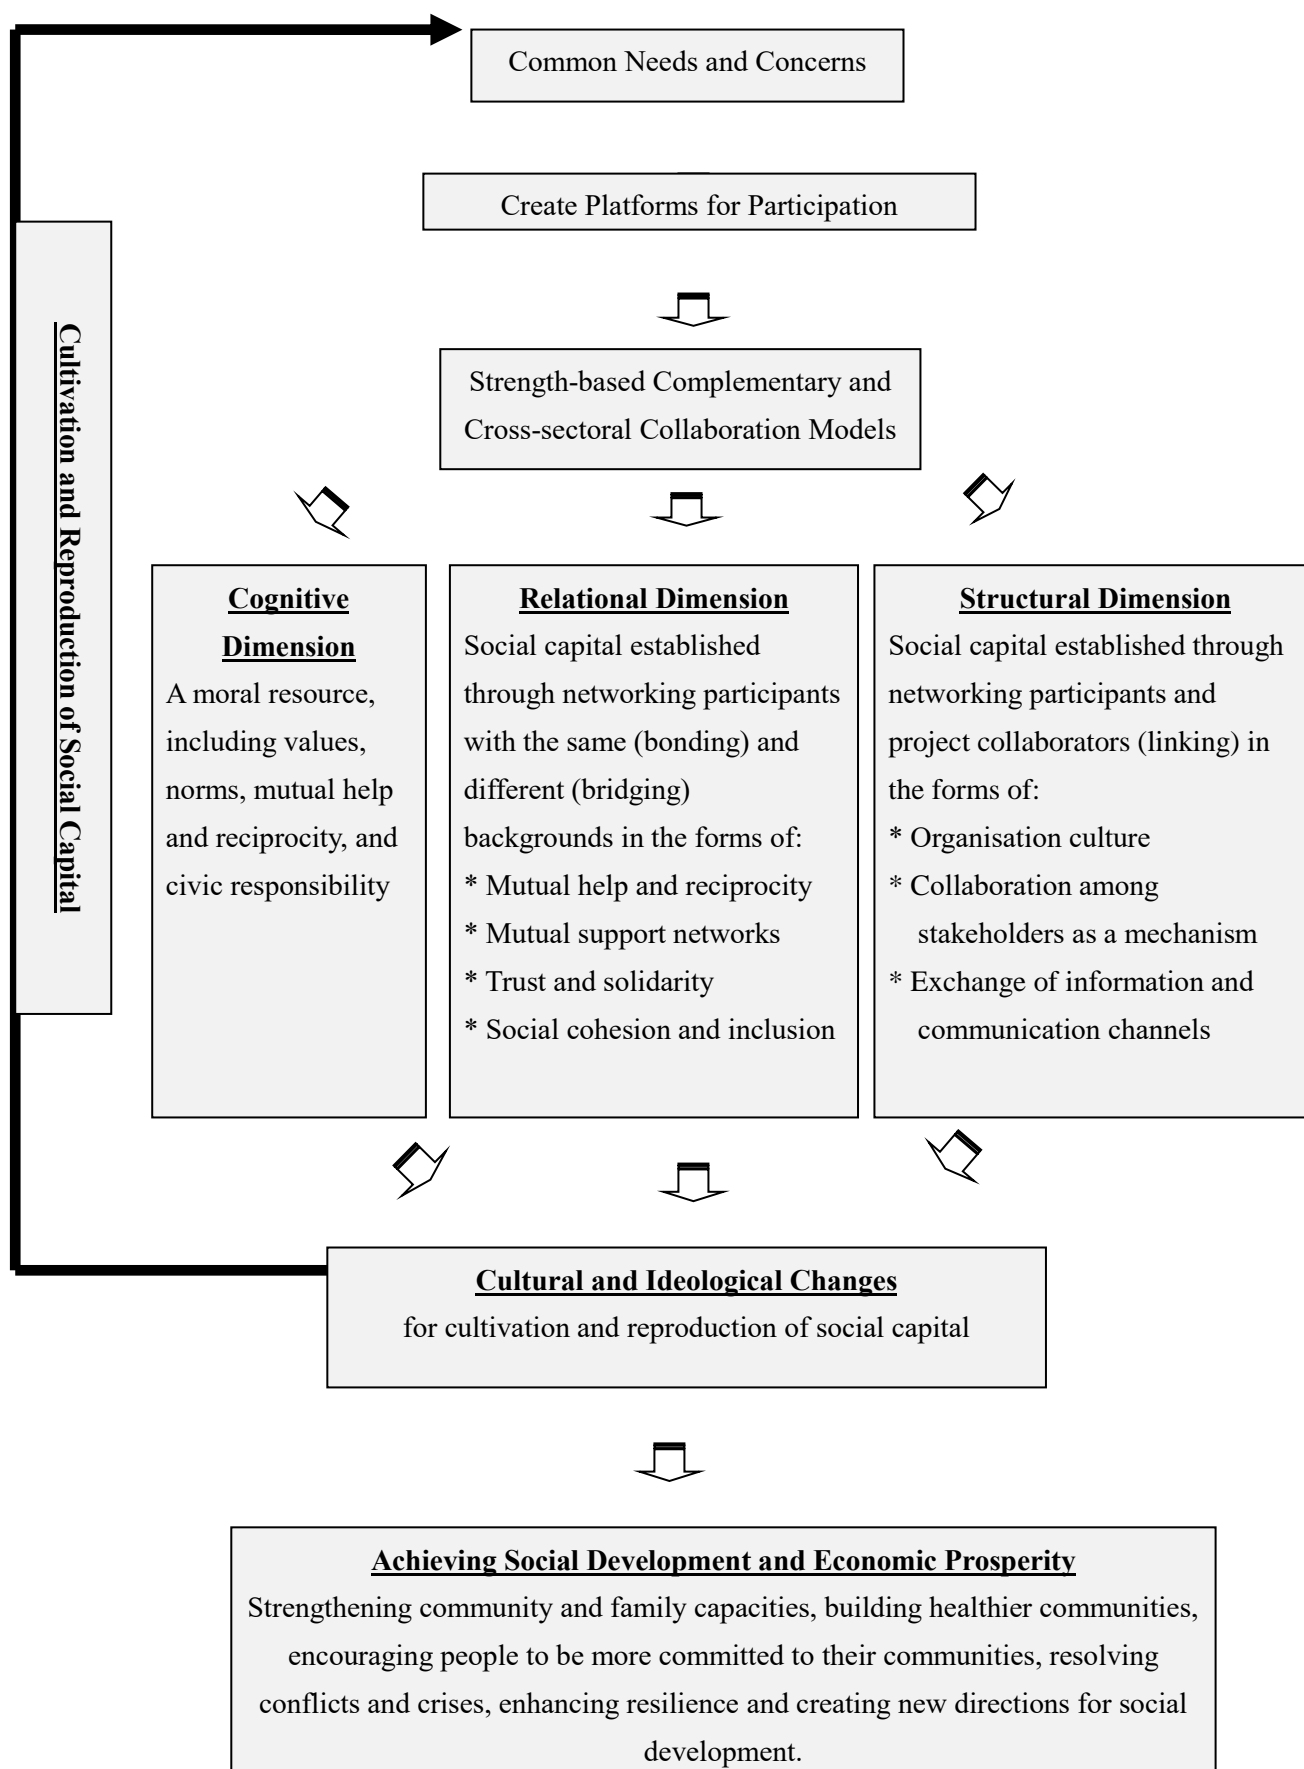 Common Needs and Concerns
Create Platforms for Participation
Strength-based Complementary and
Cross-sectoral Collaboration Models
Cultivation and Reproduction of Social Capital
Cognitive
Dimension
A moral resource,
including values,
norms, mutual help
and reciprocity, and
civic responsibility
Relational Dimension
Social capital established
through networking participants
with the same (bonding) and
different (bridging)
backgrounds in the forms of:
* Mutual help and reciprocity
* Mutual support networks
* Trust and solidarity
* Social cohesion and inclusion
Structural Dimension
Social capital established through
networking participants and
project collaborators (linking) in
the forms of:
* Organisation culture
* Collaboration among
stakeholders as a mechanism
* Exchange of information and
communication channels
Cultural and Ideological Changes
for cultivation and reproduction of social capital
Achieving Social Development and Economic Prosperity
Strengthening community and family capacities, building healthier communities,
encouraging people to be more committed to their communities, resolving
conflicts and crises, enhancing resilience and creating new directions for social
development.